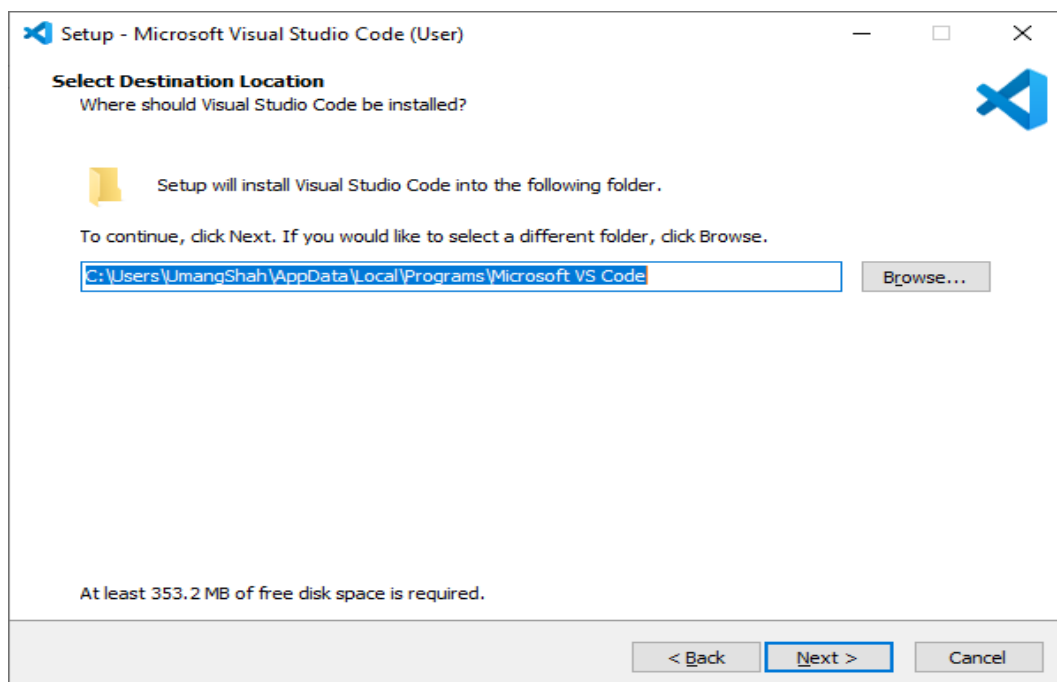 Setup - Microsoft Visual Studio Code (User)
Select Destination Location
Where should Visual Studio Code be installed?
Setup will install Visual Studio Code into the following folder.
To continue, click Next. If you would like to select a different folder, click Browse.
C:\Users\UmangShah\AppData\Local\Programs\Microsoft VS Code
Browse...
At least 353.2 MB of free disk space is required.
< Back
Next >
Cancel